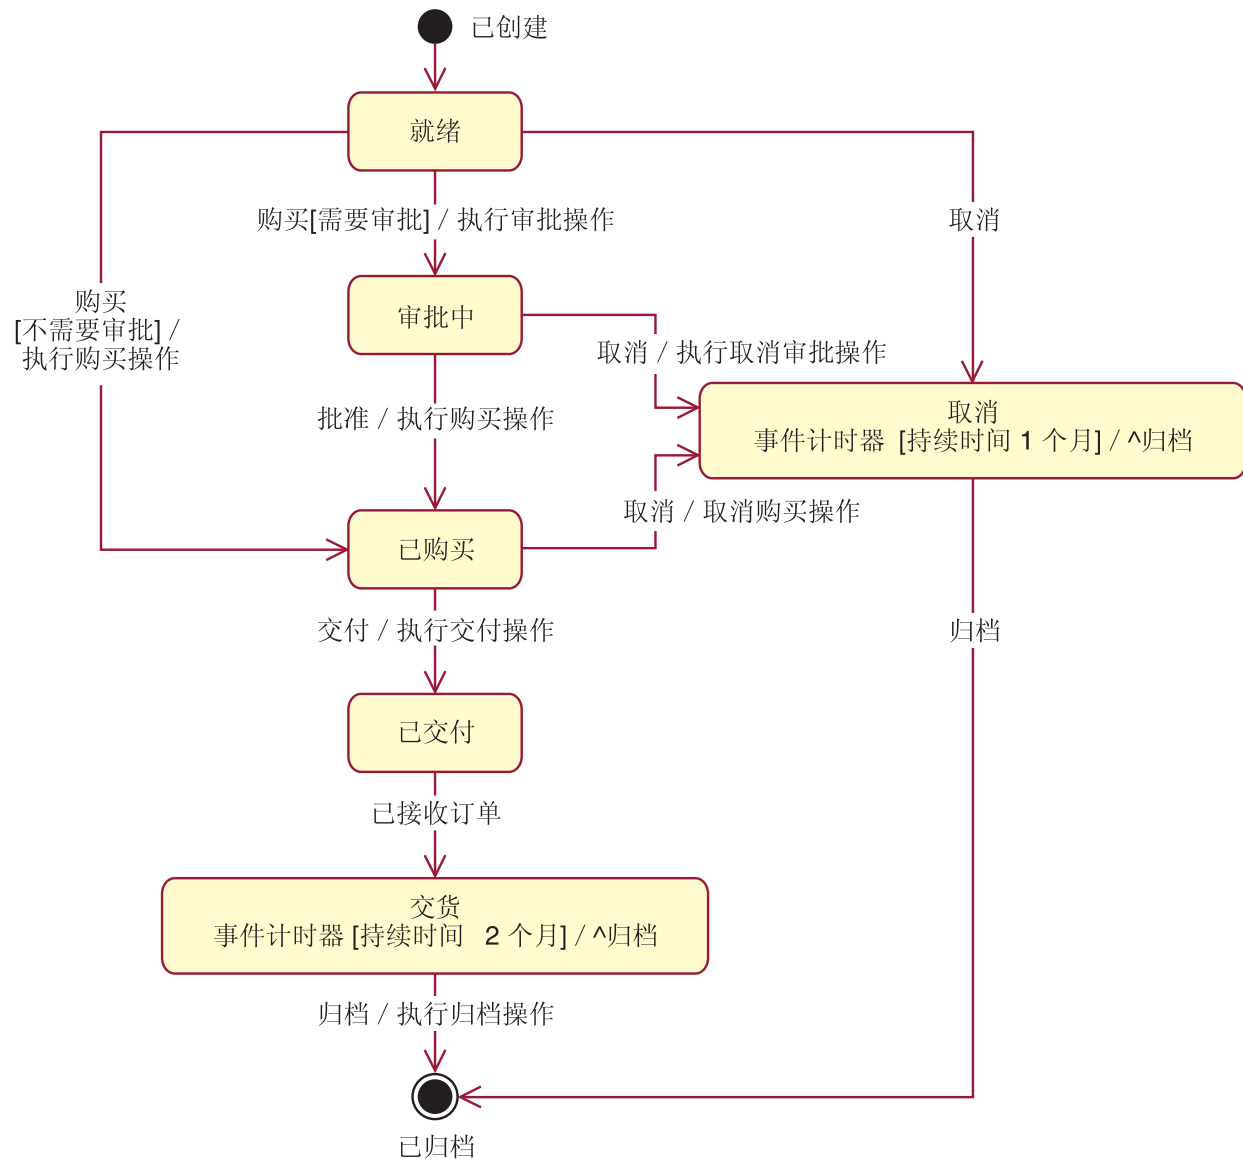 已创建
就绪
购买[需要审批] / 执行审批操作
取消
购买
[不需要审批] /
执行购买操作
审批中
取消 / 执行取消审批操作
取消
事件计时器 [持续时间 1 个月] / ^归档
批准 / 执行购买操作
取消 / 取消购买操作
已购买
交付 / 执行交付操作
归档
已交付
已接收订单
交货
事件计时器 [持续时间 2 个月] / ^归档
归档 / 执行归档操作
已归档